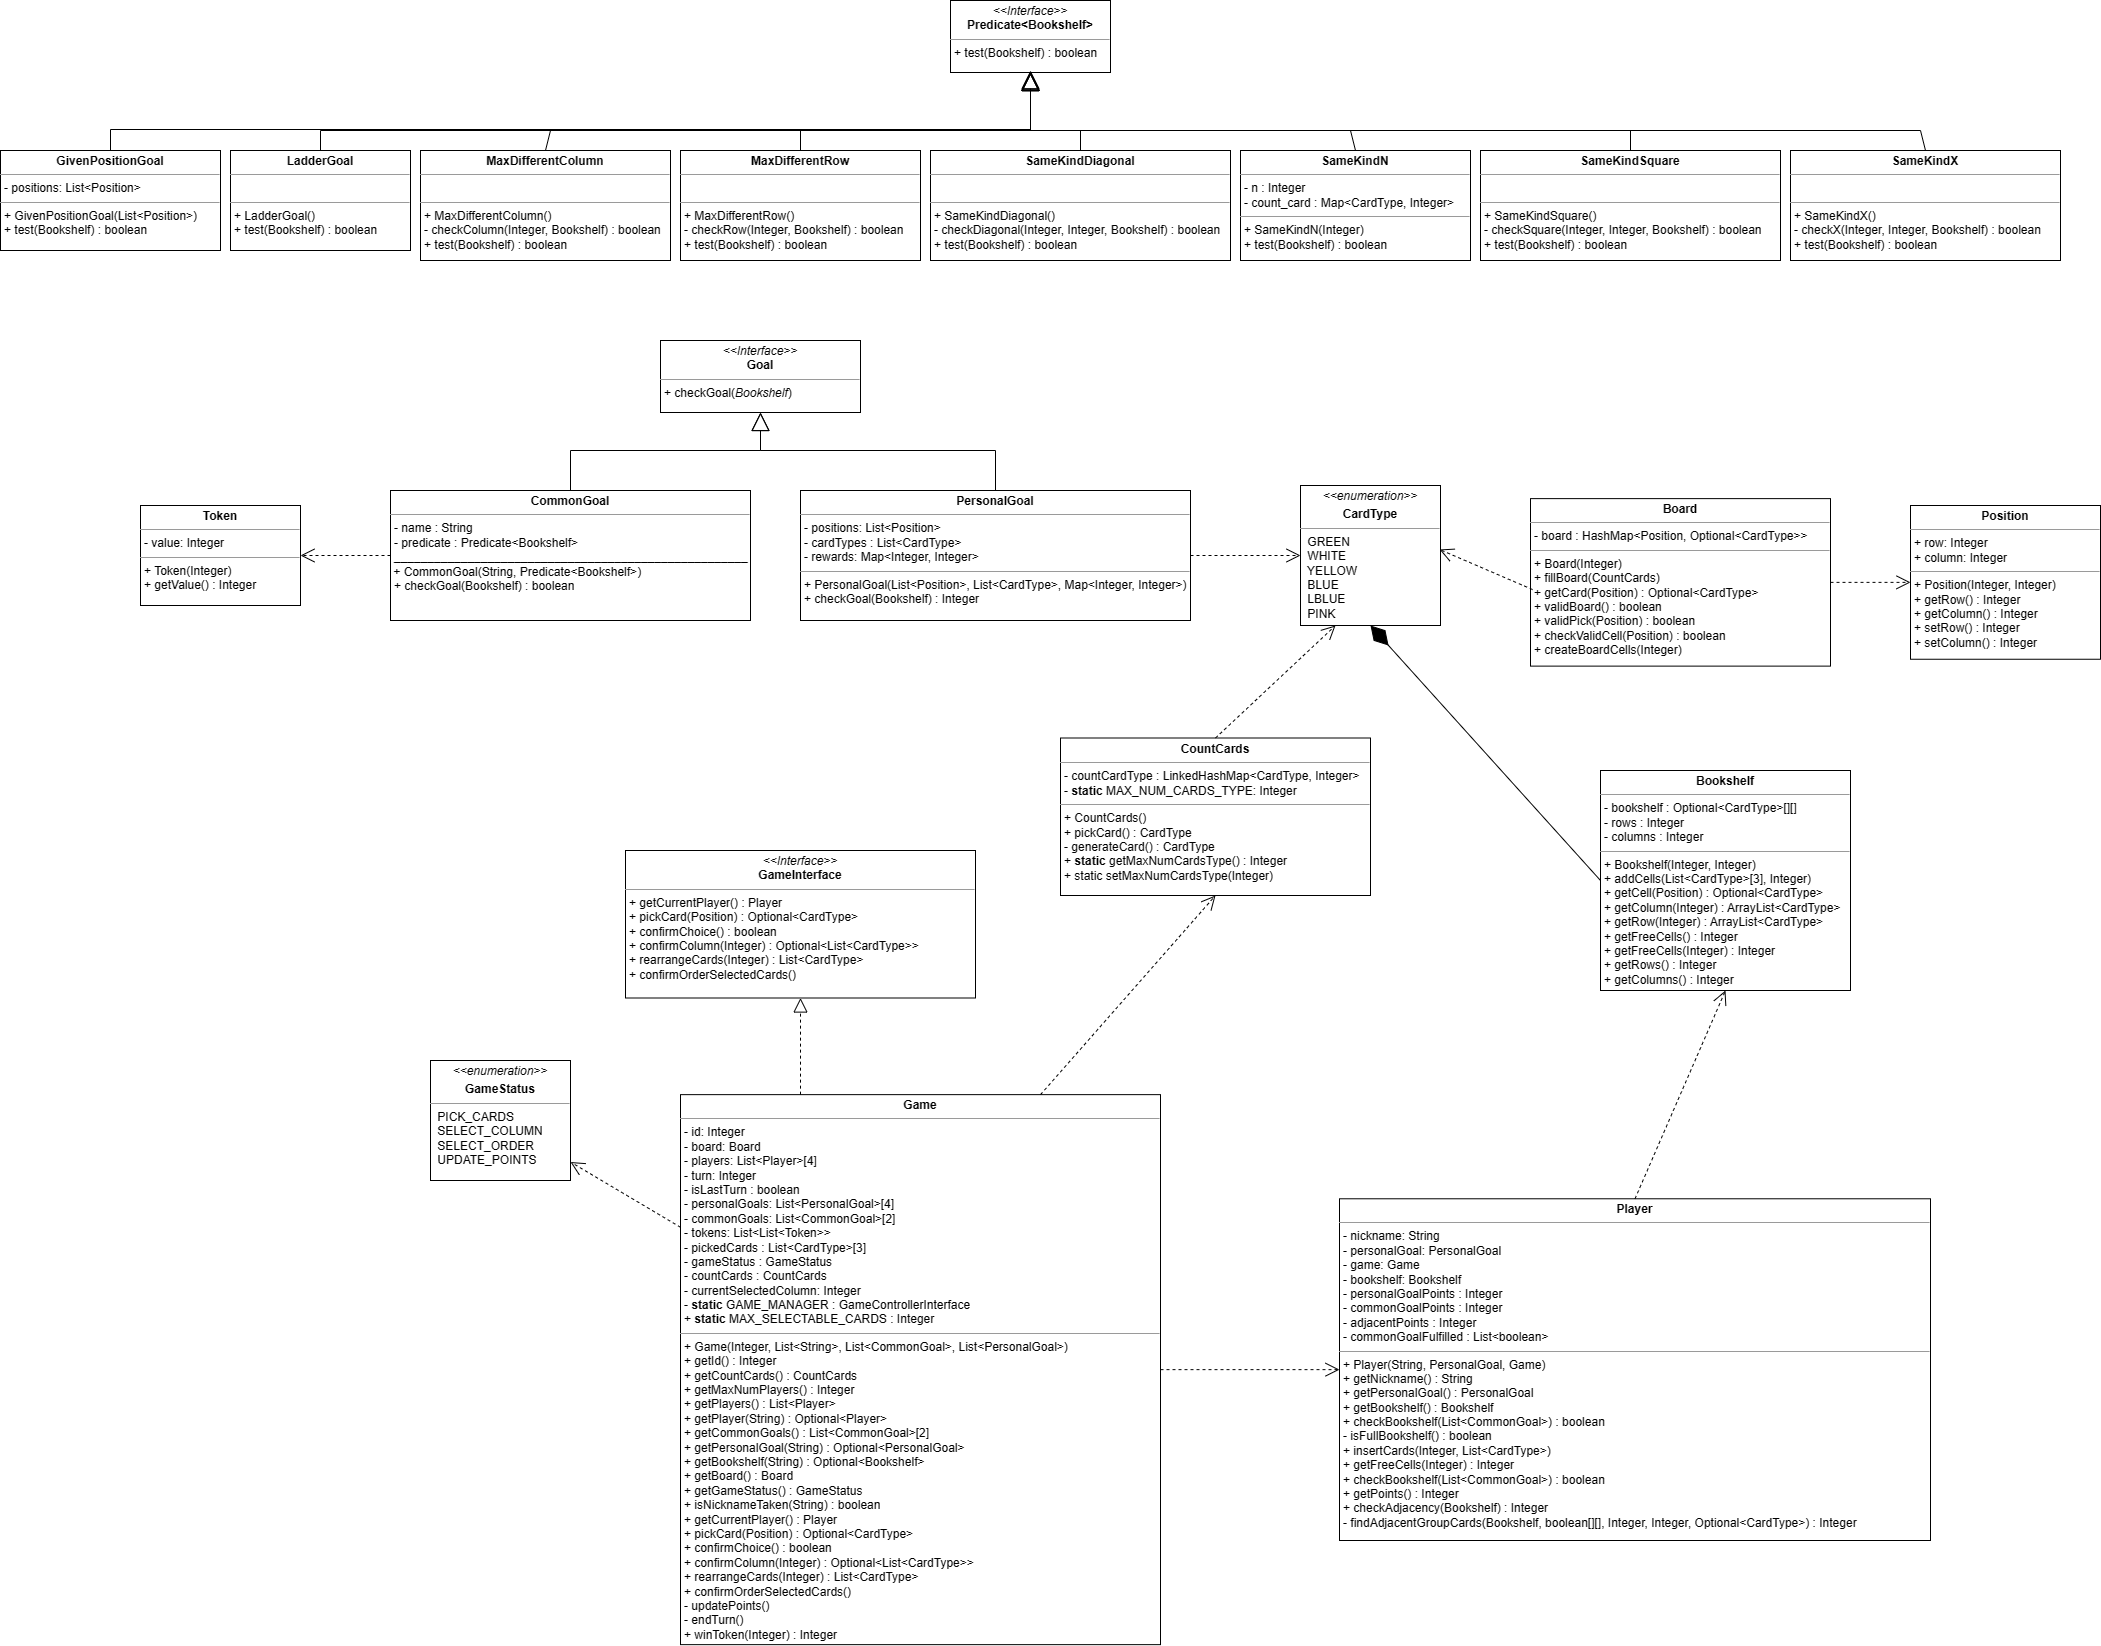 <<Interface>>
Predicate<Bookshelf>
+ test(Bookshelf) : boolean
GivenPositionGoal
- positions: List<Position>
+ GivenPositionGoal(List<Position>)
+ test(Bookshelf) : boolean
LadderGoal
+ LadderGoal()
+ test(Bookshelf) : boolean
MaxDifferentColumn
+ MaxDifferentColumn()
- checkColumn(Integer, Bookshelf) : boolean
+ test(Bookshelf) : boolean
MaxDifferentRow
+ MaxDifferentRow()
- checkRow(Integer, Bookshelf) : boolean
+ test(Bookshelf) : boolean
SameKindDiagonal
+ SameKindDiagonal()
- checkDiagonal(Integer, Integer, Bookshelf) : boolean
+ test(Bookshelf) : boolean
SameKindN
- n : Integer
- count_card : Map<CardType, Integer>
+ SameKindN(Integer)
+ test(Bookshelf) : boolean
SameKindSquare
+ SameKindSquare()
- checkSquare(Integer, Integer, Bookshelf) : boolean
+ test(Bookshelf) : boolean
SameKindX
+ SameKindX()
- checkX(Integer, Integer, Bookshelf) : boolean
+ test(Bookshelf) : boolean
<<Interface>>
Goal
+ checkGoal(Bookshelf)
Token
- value: Integer
+ Token(Integer)
+ getValue() : Integer
CommonGoal
- name : String
- predicate : Predicate<Bookshelf>
+ CommonGoal(String, Predicate<Bookshelf>)
+ checkGoal(Bookshelf) : boolean
PersonalGoal
- positions: List<Position>
- cardTypes : List<CardType>
- rewards: Map<Integer, Integer>
+ PersonalGoal(List<Position>, List<CardType>, Map<Integer, Integer>)
+ checkGoal(Bookshelf) : Integer
<<enumeration>>
CardType
GREEN
WHITE
YELLOW
BLUE
LBLUE
PINK
Board
- board : HashMap<Position, Optional<CardType>>
+ Board(Integer)
+ fillBoard(CountCards)
+ getCard(Position) : Optional<CardType>
+ validBoard() : boolean
+ validPick(Position) : boolean
+ checkValidCell(Position) : boolean
+ createBoardCells(Integer)
Position
+ row: Integer
+ column: Integer
+ Position(Integer, Integer)
+ getRow() : Integer
+ getColumn() : Integer
+ setRow() : Integer
+ setColumn() : Integer
CountCards
- countCardType : LinkedHashMap<CardType, Integer>
- static MAX_NUM_CARDS_TYPE: Integer
+ CountCards()
+ pickCard() : CardType
- generateCard() : CardType
+ static getMaxNumCardsType() : Integer
+ static setMaxNumCardsType(Integer)
Bookshelf
- bookshelf : Optional<CardType>[][]
- rows : Integer
- columns : Integer
+ Bookshelf(Integer, Integer)
+ addCells(List<CardType>[3], Integer)
+ getCell(Position) : Optional<CardType>
+ getColumn(Integer) : ArrayList<CardType>
+ getRow(Integer) : ArrayList<CardType>
+ getFreeCells() : Integer
+ getFreeCells(Integer) : Integer
+ getRows() : Integer
+ getColumns() : Integer
<<Interface>>
GameInterface
+ getCurrentPlayer() : Player
+ pickCard(Position) : Optional<CardType>
+ confirmChoice() : boolean
+ confirmColumn(Integer) : Optional<List<CardType>>
+ rearrangeCards(Integer) : List<CardType>
+ confirmOrderSelectedCards()
<<enumeration>>
GameStatus
PICK_CARDS
SELECT_COLUMN
SELECT_ORDER
UPDATE_POINTS
Game
- id: Integer
- board: Board
- players: List<Player>[4]
- turn: Integer
- isLastTurn : boolean
- personalGoals: List<PersonalGoal>[4]
- commonGoals: List<CommonGoal>[2]
- tokens: List<List<Token>>
- pickedCards : List<CardType>[3]
- gameStatus : GameStatus
- countCards : CountCards
- currentSelectedColumn: Integer
- static GAME_MANAGER : GameControllerInterface
+ static MAX_SELECTABLE_CARDS : Integer
+ Game(Integer, List<String>, List<CommonGoal>, List<PersonalGoal>)
+ getId() : Integer
+ getCountCards() : CountCards
+ getMaxNumPlayers() : Integer
+ getPlayers() : List<Player>
+ getPlayer(String) : Optional<Player>
+ getCommonGoals() : List<CommonGoal>[2]
+ getPersonalGoal(String) : Optional<PersonalGoal>
+ getBookshelf(String) : Optional<Bookshelf>
+ getBoard() : Board
+ getGameStatus() : GameStatus
+ isNicknameTaken(String) : boolean
+ getCurrentPlayer() : Player
+ pickCard(Position) : Optional<CardType>
+ confirmChoice() : boolean
+ confirmColumn(Integer) : Optional<List<CardType>>
+ rearrangeCards(Integer) : List<CardType>
+ confirmOrderSelectedCards()
- updatePoints()
- endTurn()
+ winToken(Integer) : Integer
Player
- nickname: String
- personalGoal: PersonalGoal
- game: Game
- bookshelf: Bookshelf
- personalGoalPoints : Integer
- commonGoalPoints : Integer
- adjacentPoints : Integer
- commonGoalFulfilled : List<boolean>
+ Player(String, PersonalGoal, Game)
+ getNickname() : String
+ getPersonalGoal() : PersonalGoal
+ getBookshelf() : Bookshelf
+ checkBookshelf(List<CommonGoal>) : boolean
- isFullBookshelf() : boolean
+ insertCards(Integer, List<CardType>)
+ getFreeCells(Integer) : Integer
+ checkBookshelf(List<CommonGoal>) : boolean
+ getPoints() : Integer
+ checkAdjacency(Bookshelf) : Integer
- findAdjacentGroupCards(Bookshelf, boolean[][], Integer, Integer, Optional<CardType>) : Integer